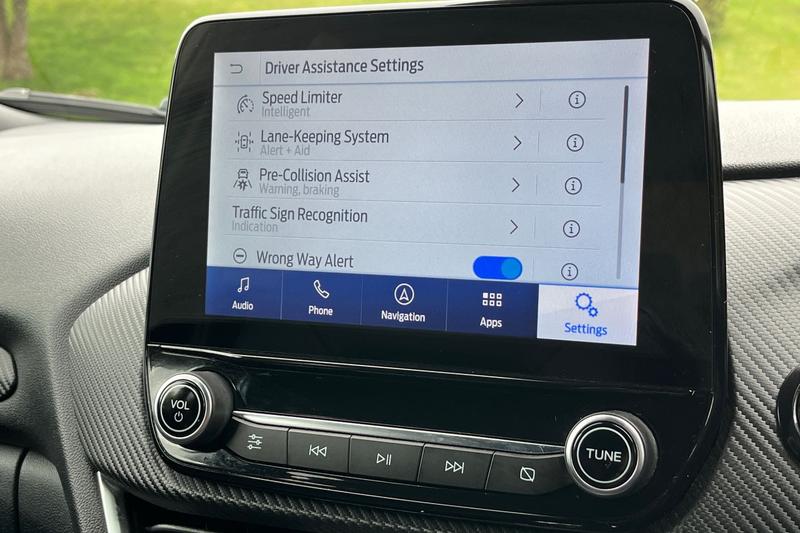 Driver Assistance Settings
Speed Limiter
Intelligent
Lane-Keeping System
Alert + Aid
Pre-Collision Assist
Warning, braking
Traffic Sign Recognition
Indication
Wrong Way Alert
Audio
Phone
Navigation
Apps
Settings
VOL
TUNE